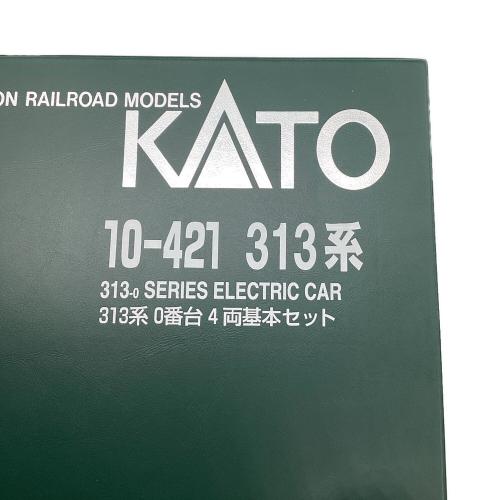 ON RAILROAD MODELS
KATO
10-421 313系
313-0 SERIES ELECTRIC CAR
313系 0番台 4両基本セット